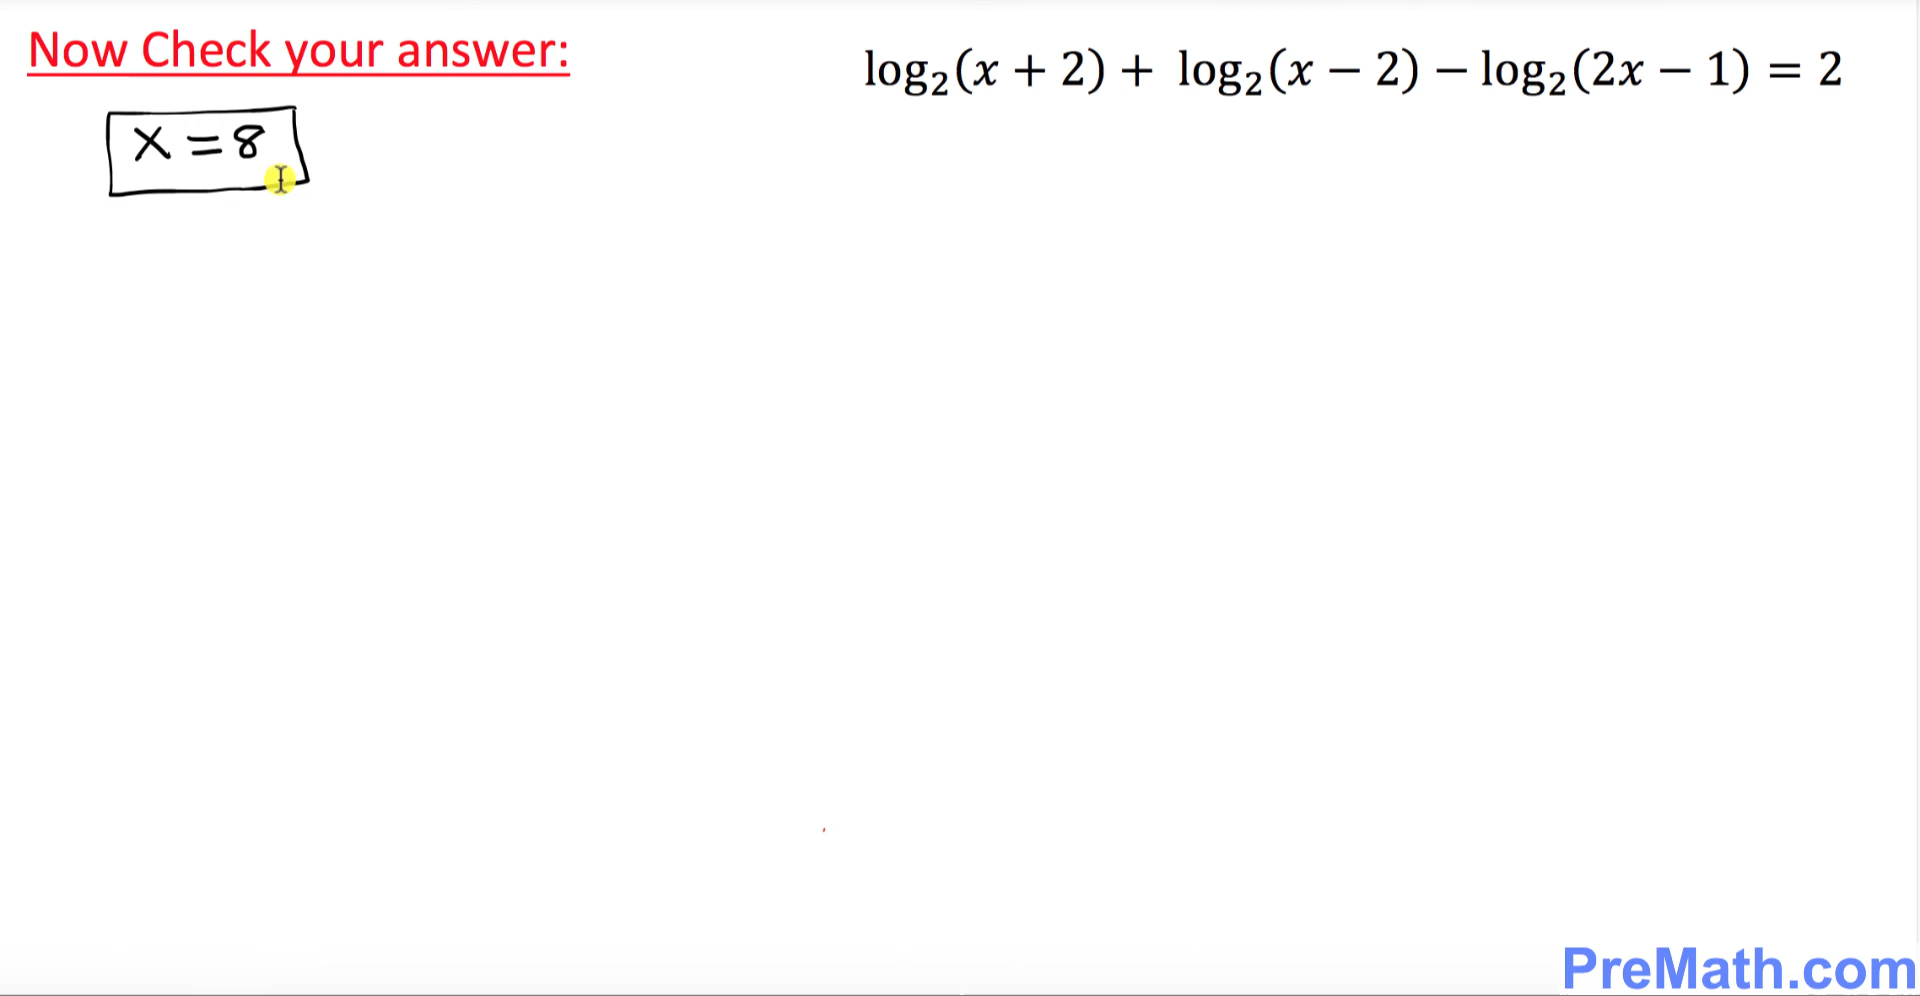 Now Check your answer:
log₂(x + 2) + log₂(x − 2) − log₂(2x − 1) = 2
x = 8
PreMath.com